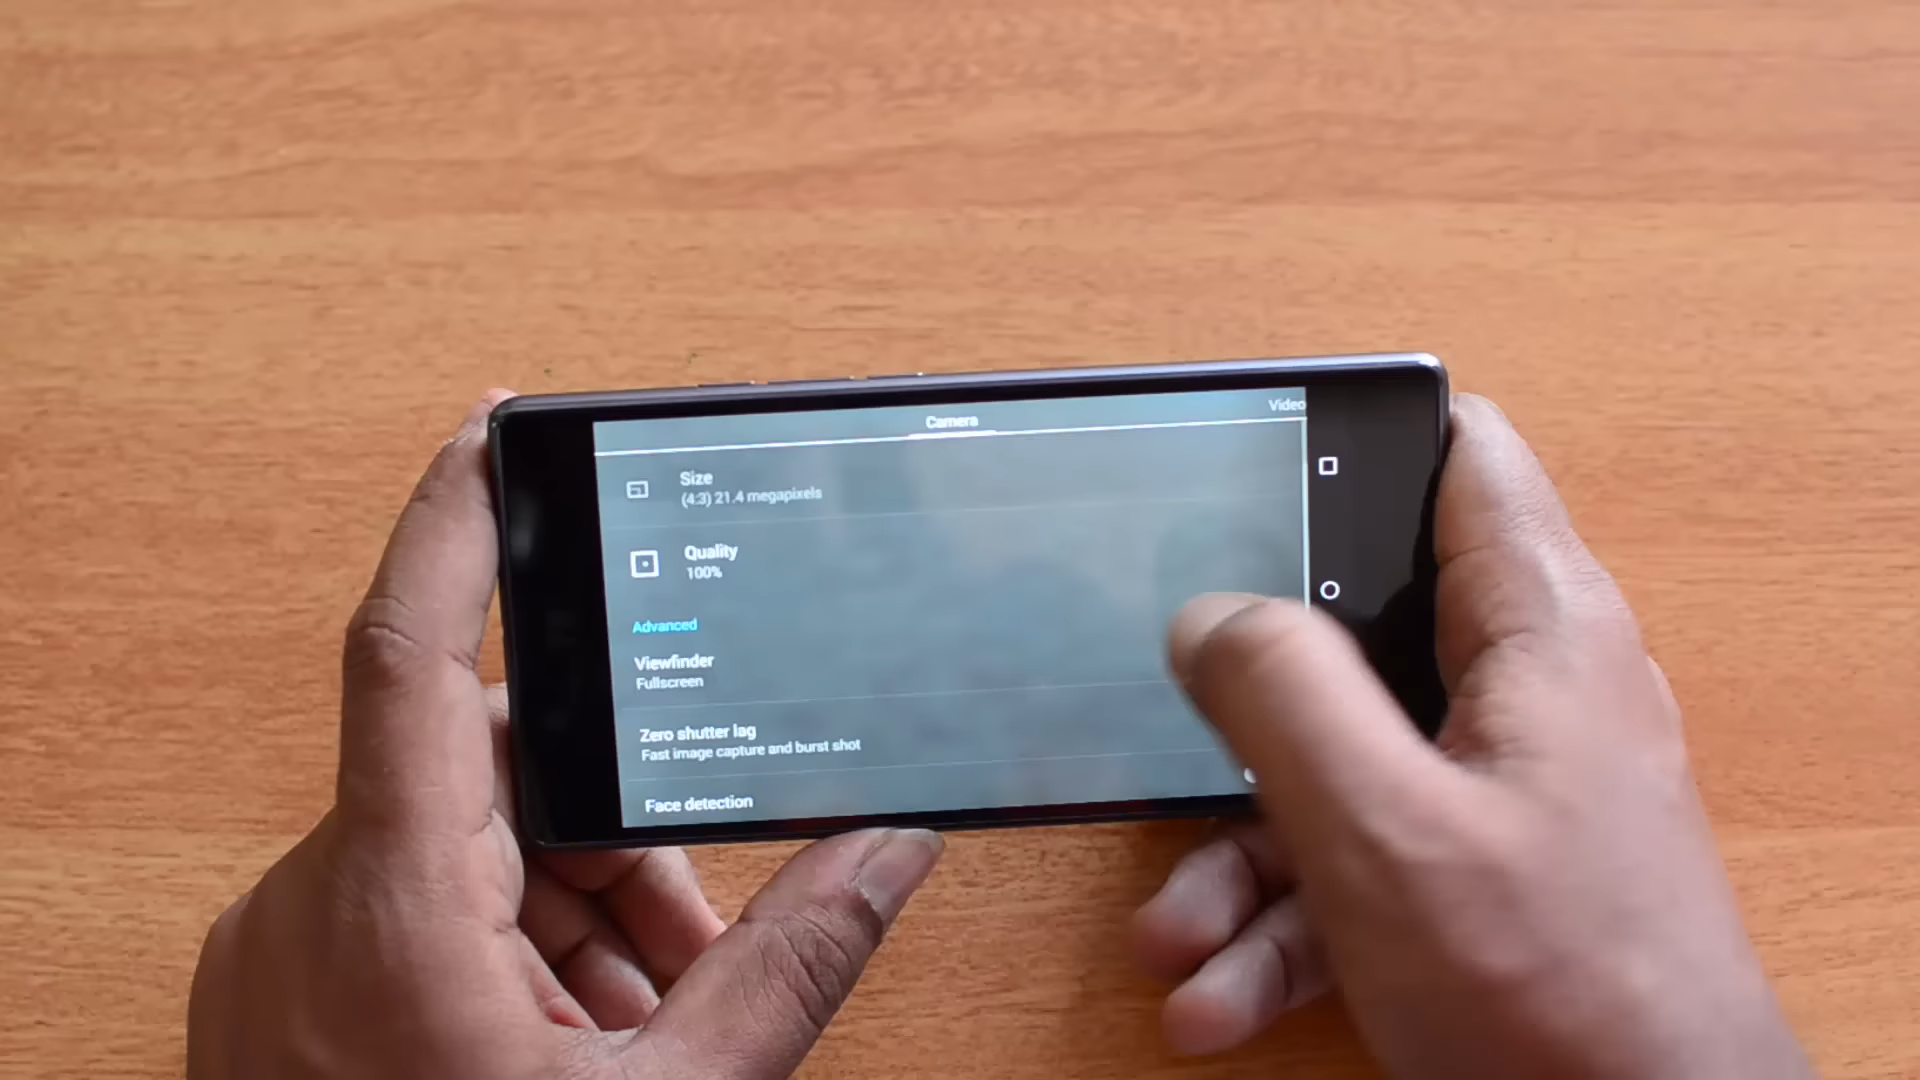 Camera
Video
Size
(4:3) 21.4 megapixels
Quality
100%
Advanced
Viewfinder
Fullscreen
Zero shutter lag
Fast image capture and burst shot
Face detection